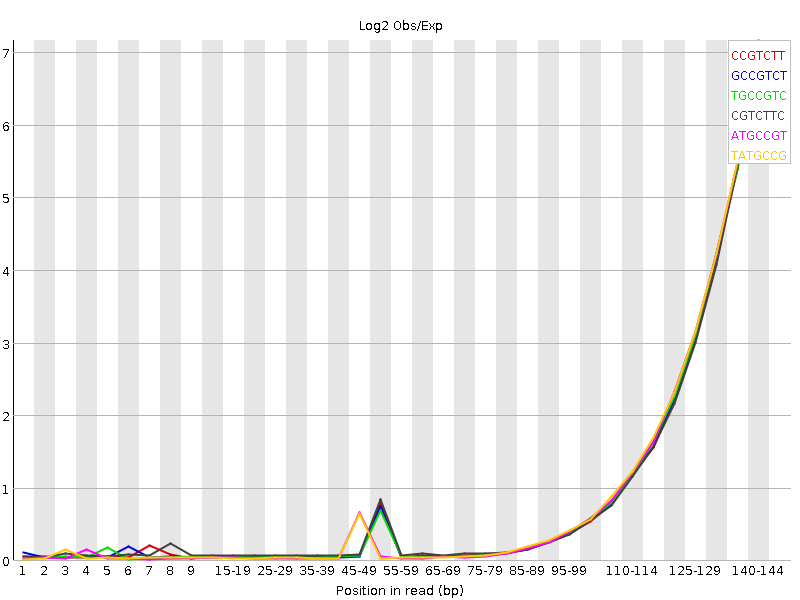 Log2 Obs/Exp
7
6
5
4
3
2
1
0
CCGTCTT
GCCGTCT
TGCCGTC
CGTCTTC
ATGCCGT
TATGCCG
1 2 3 4 5 6 7 8 9 15-19 25-29 35-39 45-49 55-59 65-69 75-79 85-89 95-99 110-114 125-129 140-144
Position in read (bp)